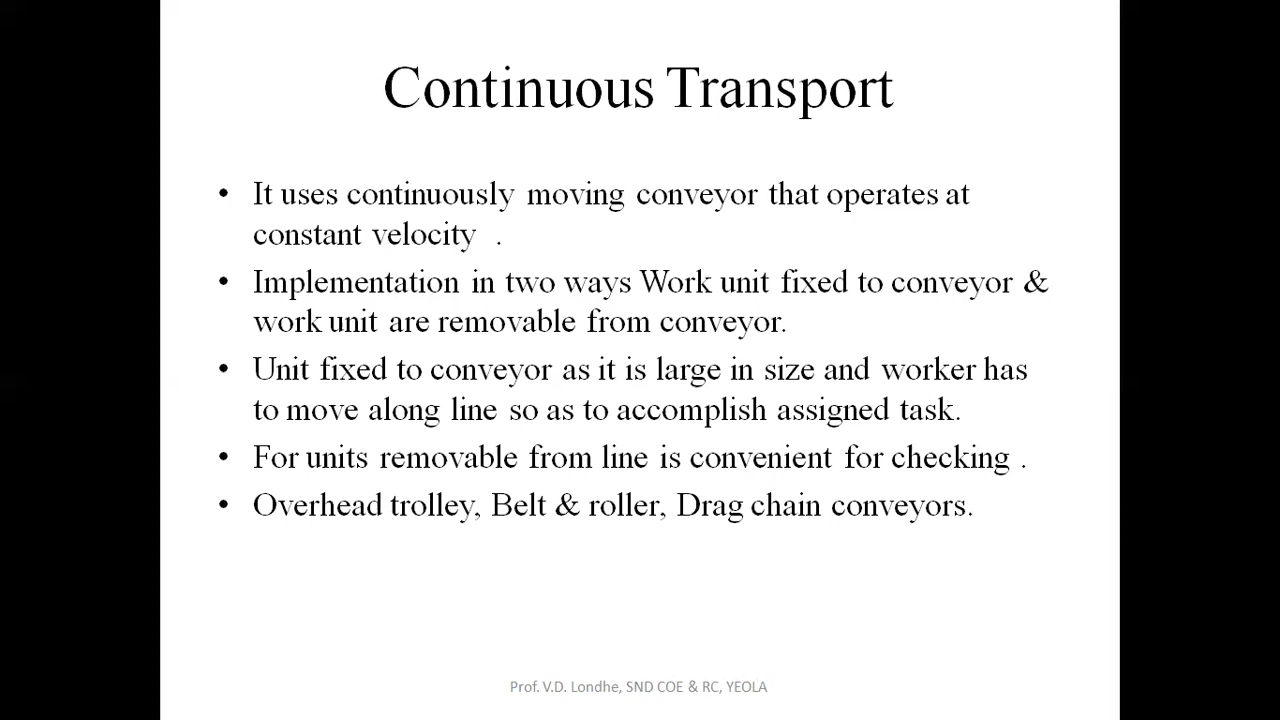 Continuous Transport
• It uses continuously moving conveyor that operates at
constant velocity .
• Implementation in two ways Work unit fixed to conveyor &
work unit are removable from conveyor.
• Unit fixed to conveyor as it is large in size and worker has
to move along line so as to accomplish assigned task.
• For units removable from line is convenient for checking .
• Overhead trolley, Belt & roller, Drag chain conveyors.
Prof. V.D. Londhe, SND COE & RC, YEOLA